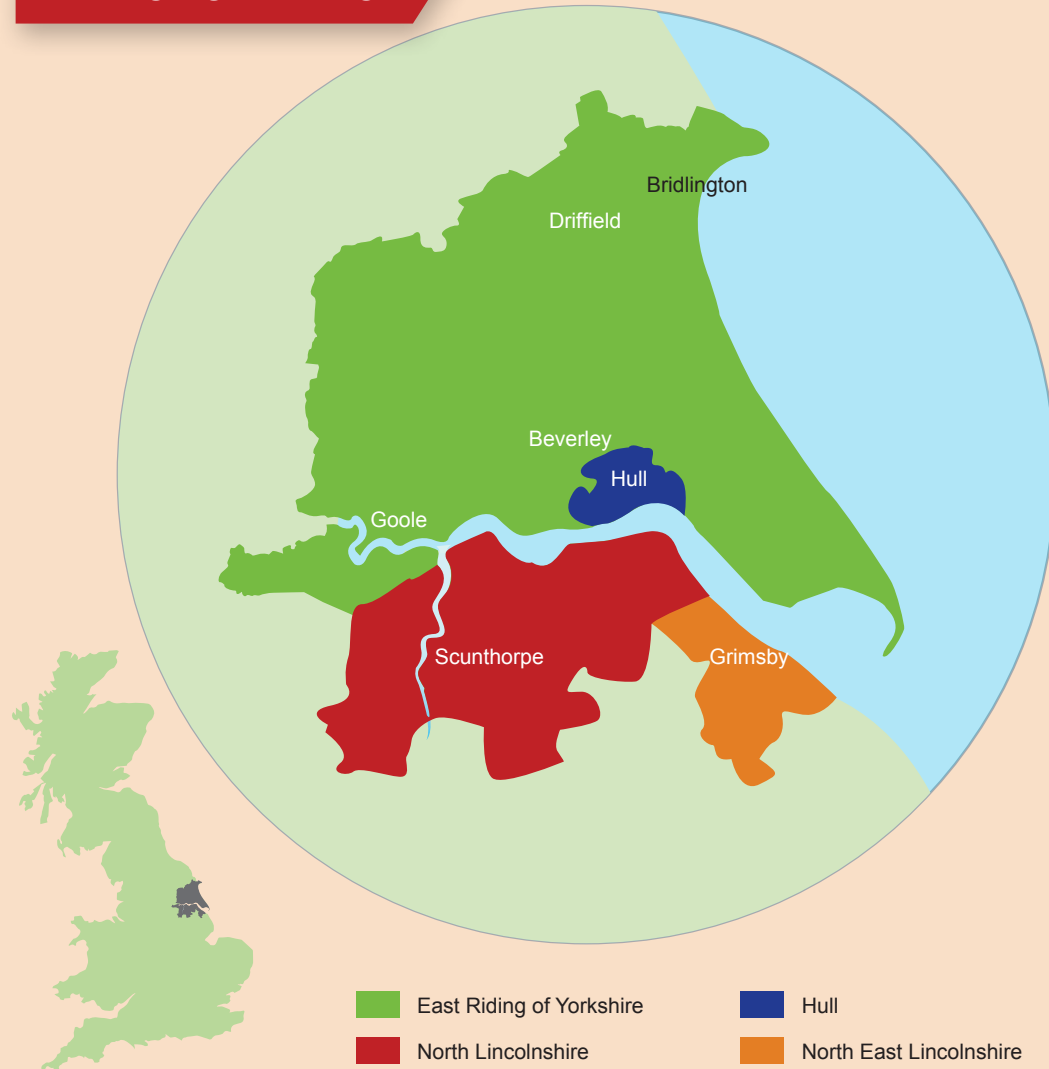 Bridlington
Driffield
Beverley
Hull
Goole
Scunthorpe
Grimsby
East Riding of Yorkshire
Hull
North Lincolnshire
North East Lincolnshire